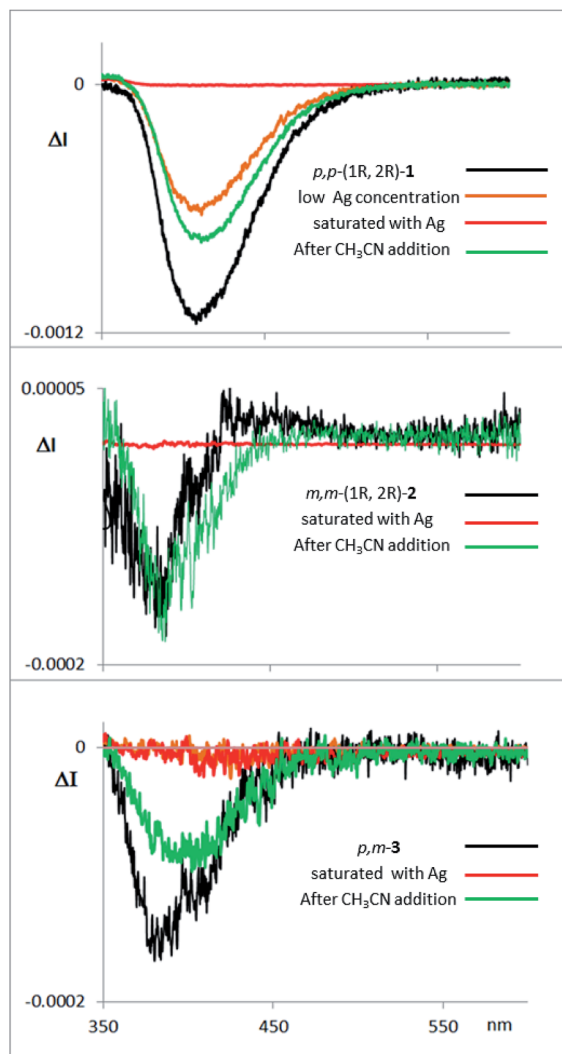 0
ΔI
p,p-(1R, 2R)-1
low Ag concentration
saturated with Ag
After CH₃CN addition
-0.0012
0.00005
ΔI
m,m-(1R, 2R)-2
saturated with Ag
After CH₃CN addition
-0.0002
0
ΔI
p,m-3
saturated with Ag
After CH₃CN addition
-0.0002
350 450 550 nm